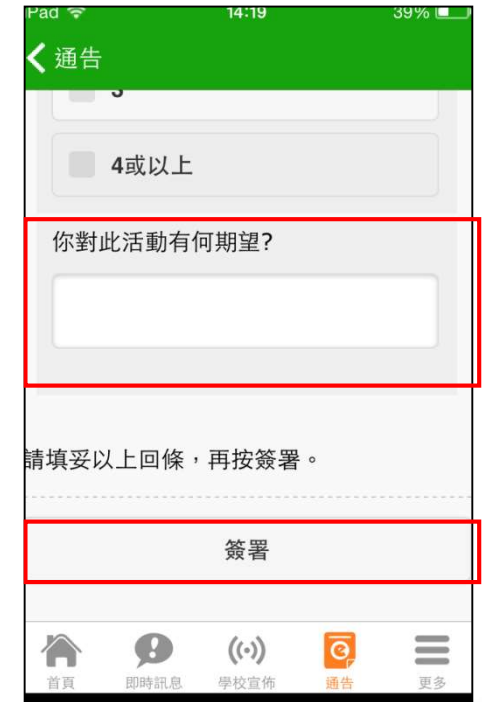 iPad
14:19
39%
通告
3
4或以上
你對此活動有何期望?
請填妥以上回條，再按簽署。
簽署
首頁
即時訊息
學校宣佈
通告
更多